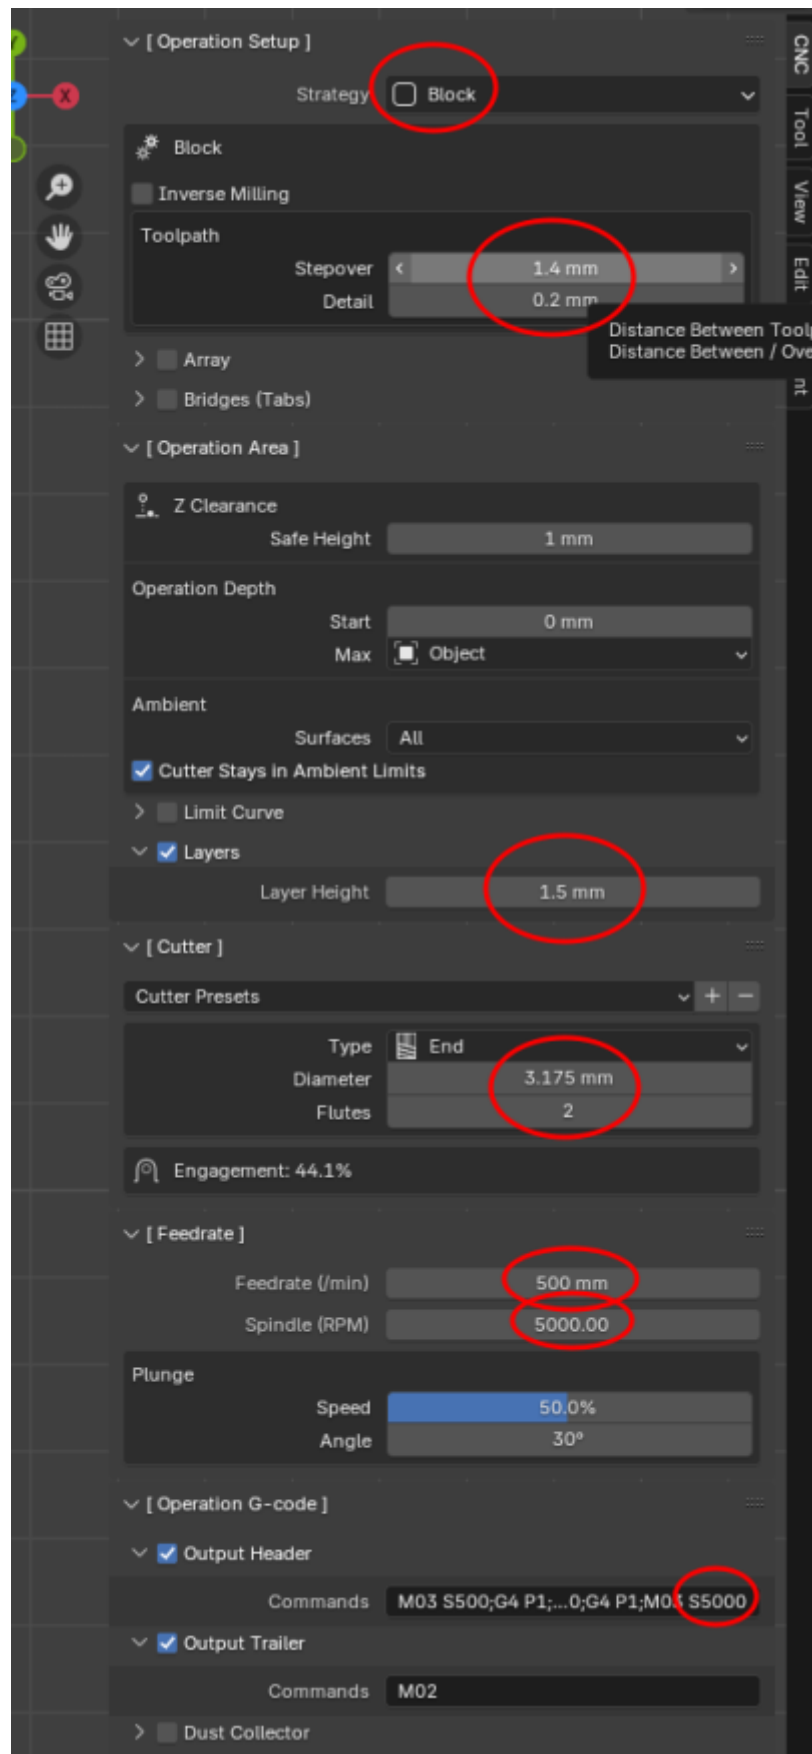 [ Operation Setup ]
Strategy Block
Block
Inverse Milling
Toolpath
Stepover 1.4 mm
Detail 0.2 mm
Distance Between Toolp
Distance Between / Ove
Array
Bridges (Tabs)
[ Operation Area ]
Z Clearance
Safe Height 1 mm
Operation Depth
Start 0 mm
Max Object
Ambient
Surfaces All
Cutter Stays in Ambient Limits
Limit Curve
Layers
Layer Height 1.5 mm
[ Cutter ]
Cutter Presets
Type End
Diameter 3.175 mm
Flutes 2
Engagement: 44.1%
[ Feedrate ]
Feedrate (/min) 500 mm
Spindle (RPM) 5000.00
Plunge
Speed 50.0%
Angle 30°
[ Operation G-code ]
Output Header
Commands M03 S500;G4 P1;...0;G4 P1;M03 S5000
Output Trailer
Commands M02
Dust Collector
CNC
Tool
View
Edit
nt
Y
Z
X